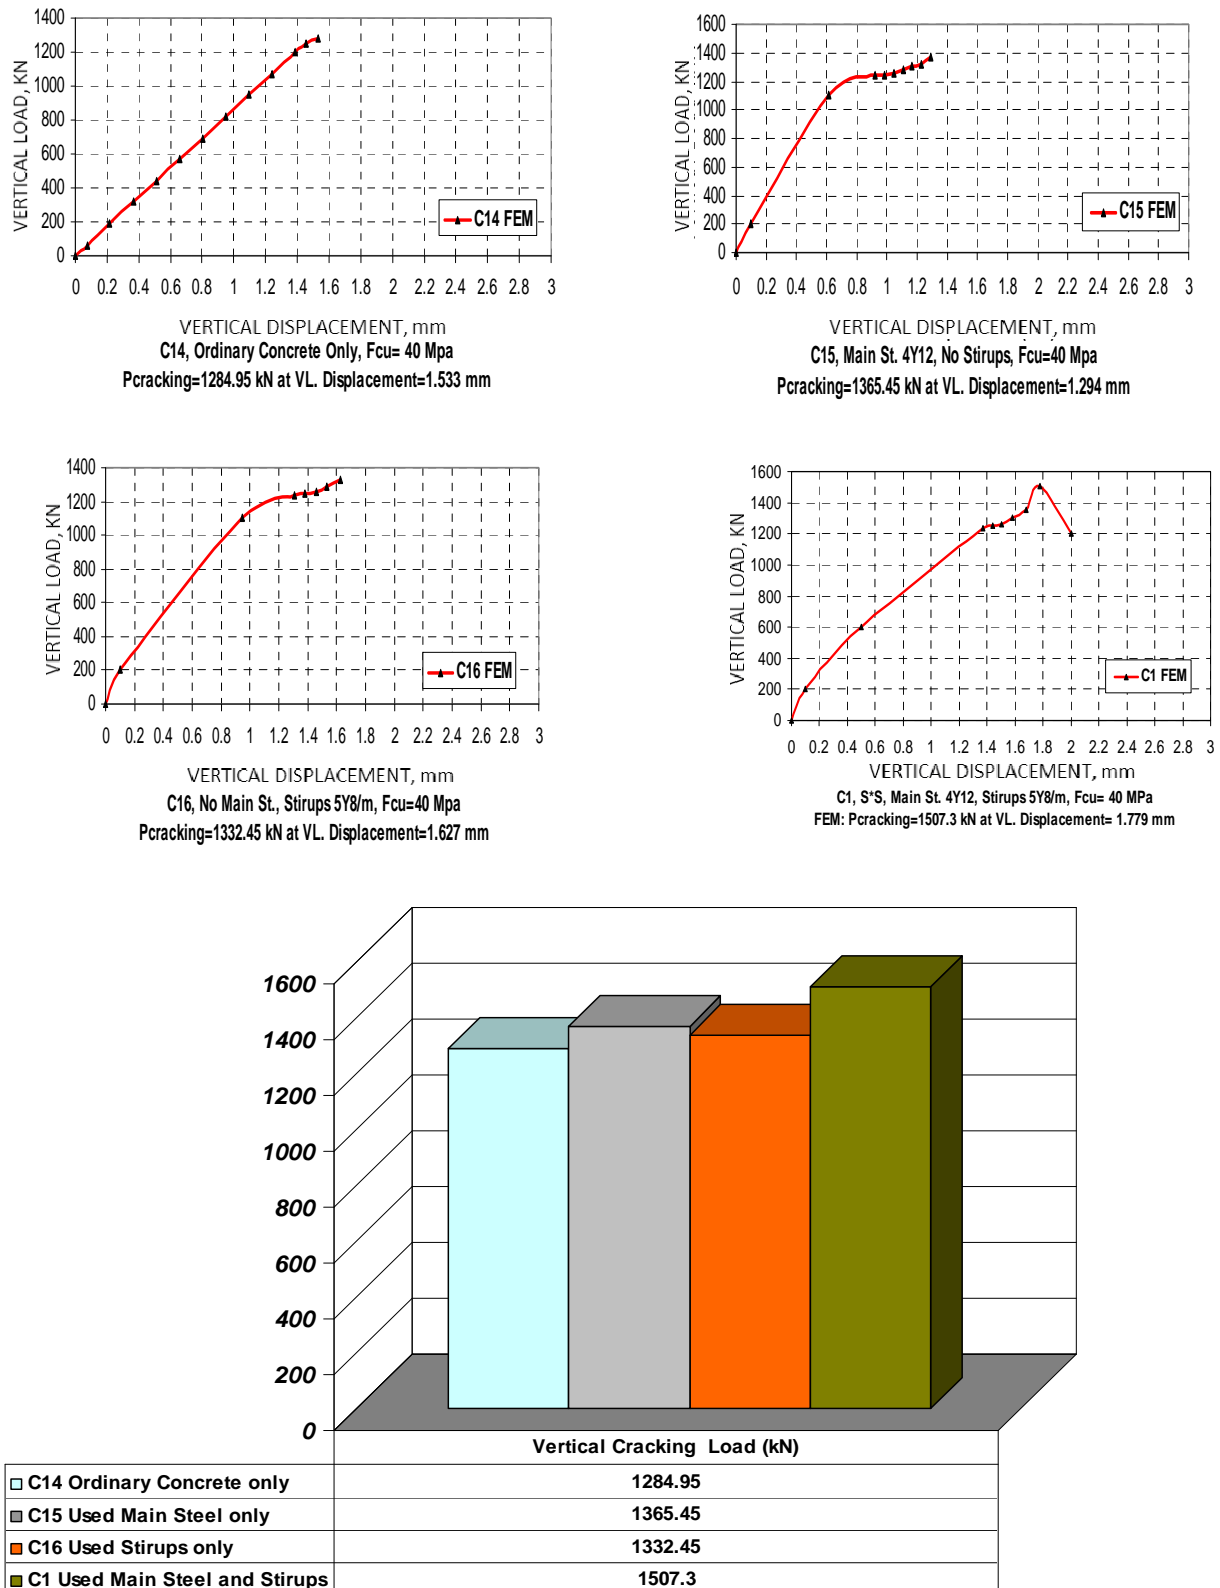 1400
1200
1000
800
600
400
200
0
VERTICAL LOAD, KN
C14 FEM
0 0.2 0.4 0.6 0.8 1 1.2 1.4 1.6 1.8 2 2.2 2.4 2.6 2.8 3
VERTICAL DISPLACEMENT, mm
C14, Ordinary Concrete Only, Fcu= 40 Mpa
Pcracking=1284.95 kN at VL. Displacement=1.533 mm
1600
1400
1200
1000
800
600
400
200
0
VERTICAL LOAD, KN
C15 FEM
0 0.2 0.4 0.6 0.8 1 1.2 1.4 1.6 1.8 2 2.2 2.4 2.6 2.8 3
VERTICAL DISPLACEMENT, mm
C15, Main St. 4Y12, No Stirups, Fcu=40 Mpa
Pcracking=1365.45 kN at VL. Displacement=1.294 mm
1400
1200
1000
800
600
400
200
0
VERTICAL LOAD, KN
C16 FEM
0 0.2 0.4 0.6 0.8 1 1.2 1.4 1.6 1.8 2 2.2 2.4 2.6 2.8 3
VERTICAL DISPLACEMENT, mm
C16, No Main St., Stirups 5Y8/m, Fcu=40 Mpa
Pcracking=1332.45 kN at VL. Displacement=1.627 mm
1600
1400
1200
1000
800
600
400
200
0
VERTICAL LOAD, KN
C1 FEM
0 0.2 0.4 0.6 0.8 1 1.2 1.4 1.6 1.8 2 2.2 2.4 2.6 2.8 3
VERTICAL DISPLACEMENT, mm
C1, S*S, Main St. 4Y12, Stirups 5Y8/m, Fcu= 40 MPa
FEM: Pcracking=1507.3 kN at VL. Displacement= 1.779 mm
1600
1400
1200
1000
800
600
400
200
0
Vertical Cracking Load (kN)
C14 Ordinary Concrete only 1284.95
C15 Used Main Steel only 1365.45
C16 Used Stirups only 1332.45
C1 Used Main Steel and Stirups 1507.3